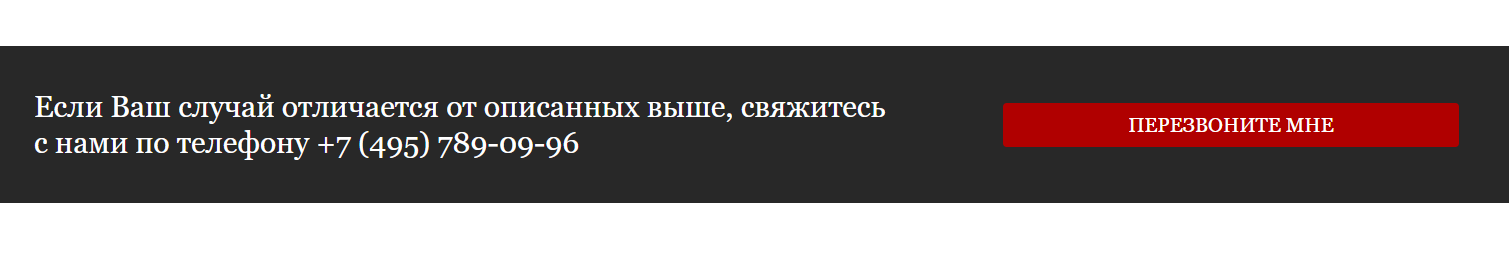 Если Ваш случай отличается от описанных выше, свяжитесь
с нами по телефону +7 (495) 789-09-96
ПЕРЕЗВОНИТЕ МНЕ